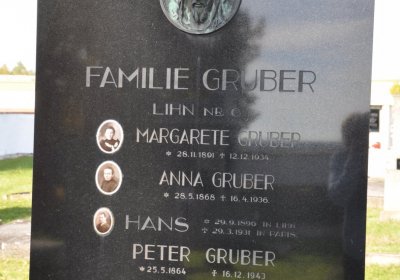 FAMILIE GRUBER
LIHN NR 6
MARGARETE GRUBER
* 28.11.1891 † 12.12.1934
ANNA GRUBER
* 28.5.1868 † 16.4.1936
HANS * 29.9.1896 IN LIHN
† 29.3.1931 IN PARIS
PETER GRUBER
* 25.5.1864 † 16.12.1943